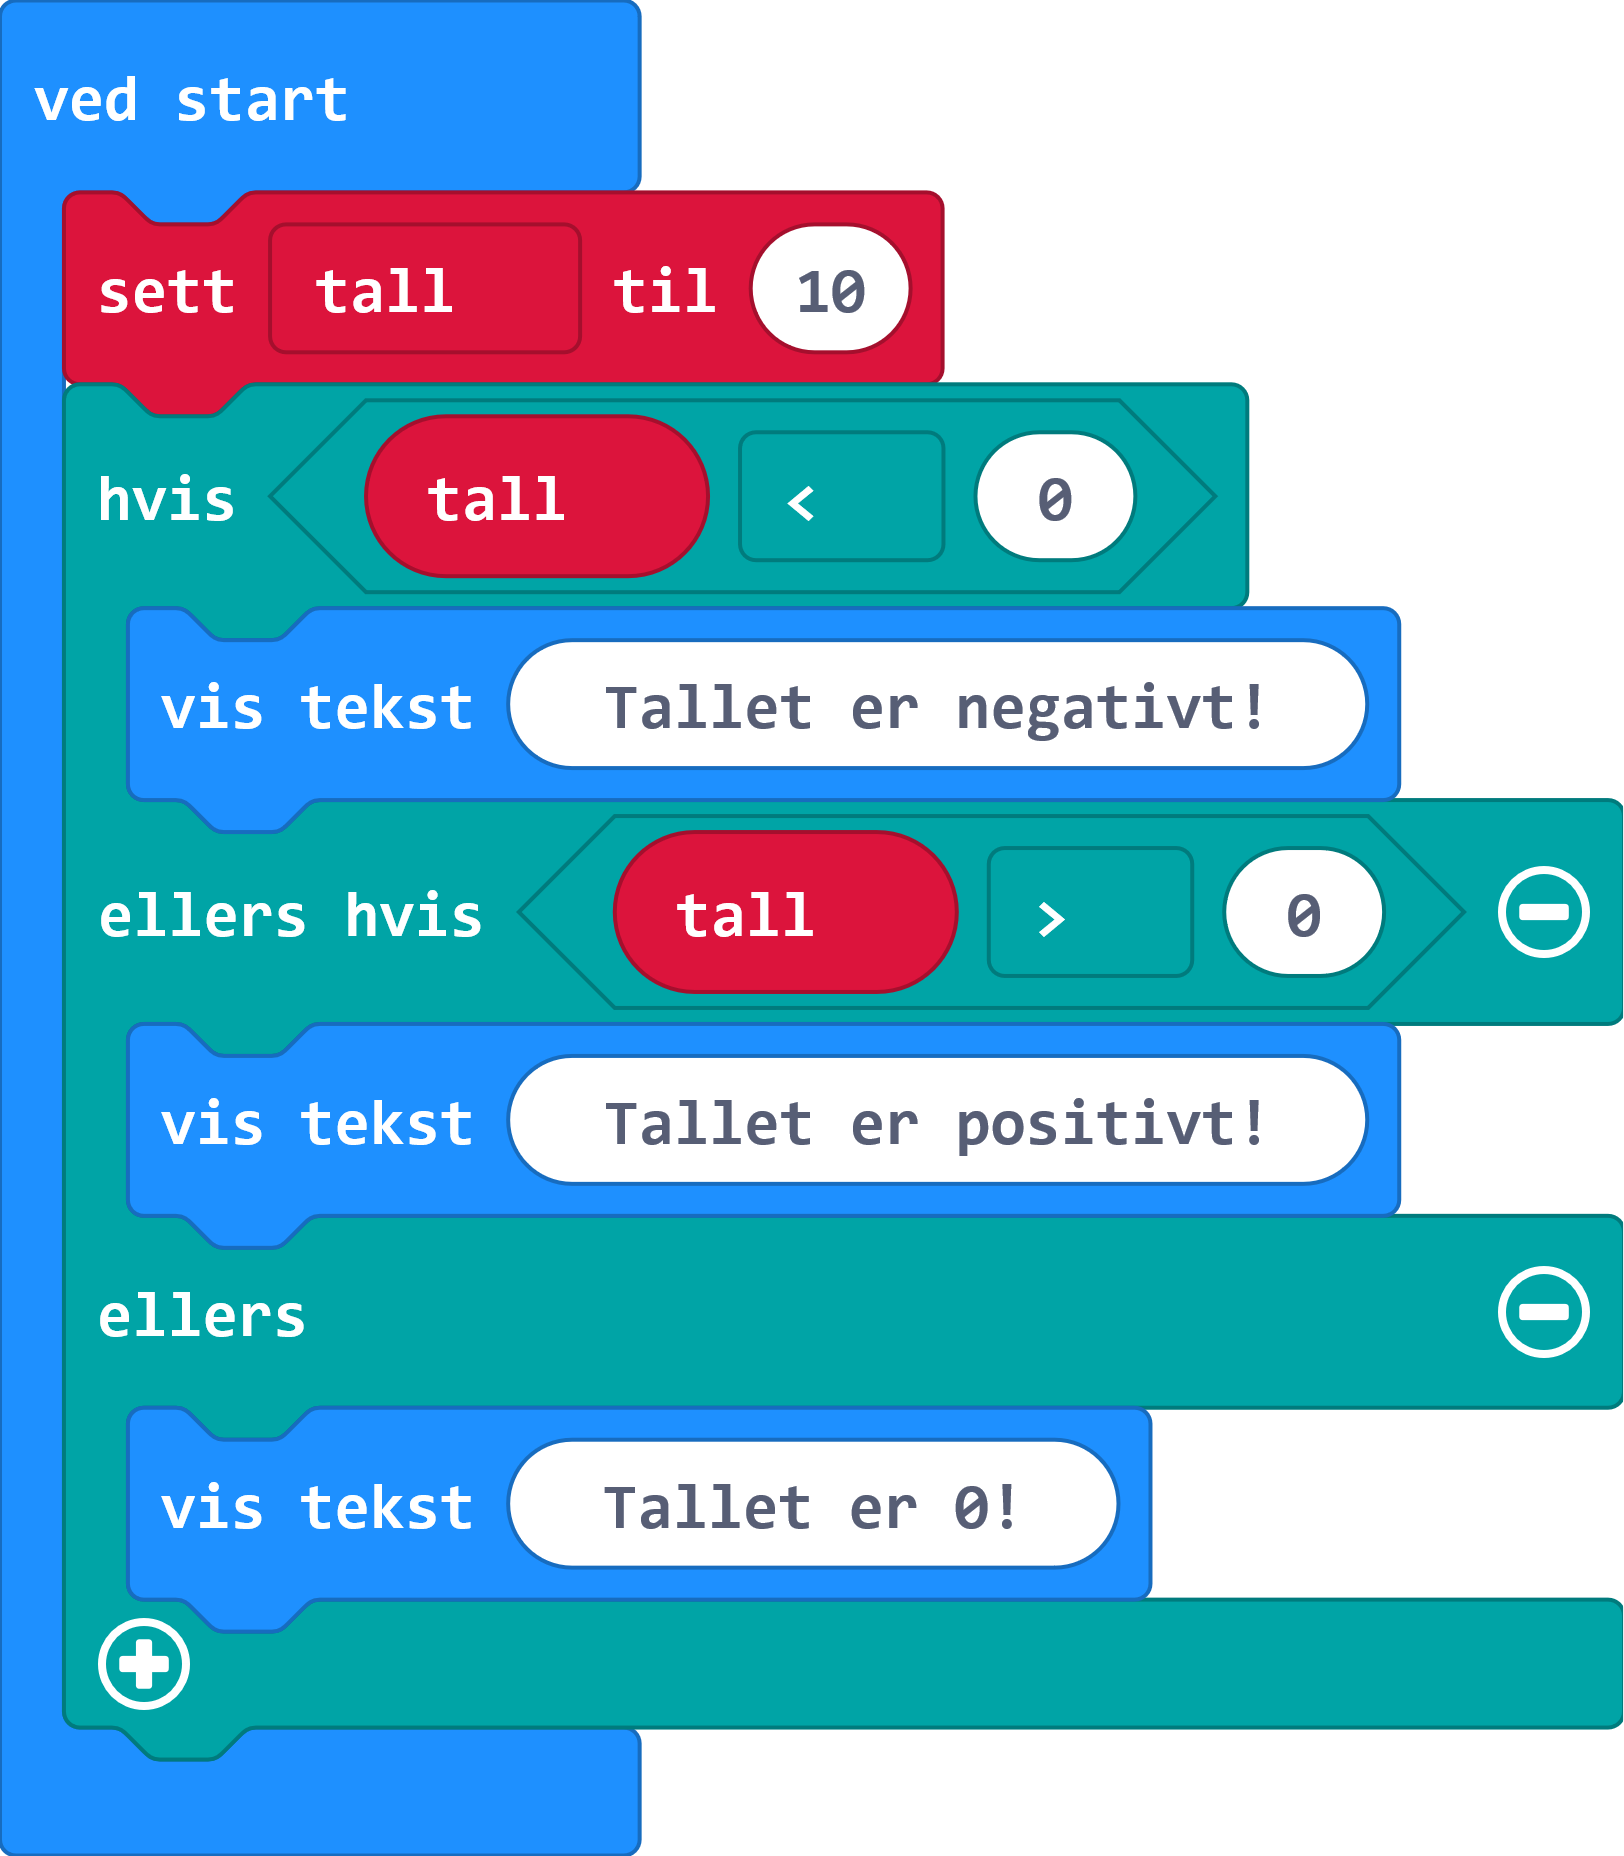 ved start
sett tall til 10
hvis tall < 0
vis tekst Tallet er negativt!
ellers hvis tall > 0
vis tekst Tallet er positivt!
ellers
vis tekst Tallet er 0!